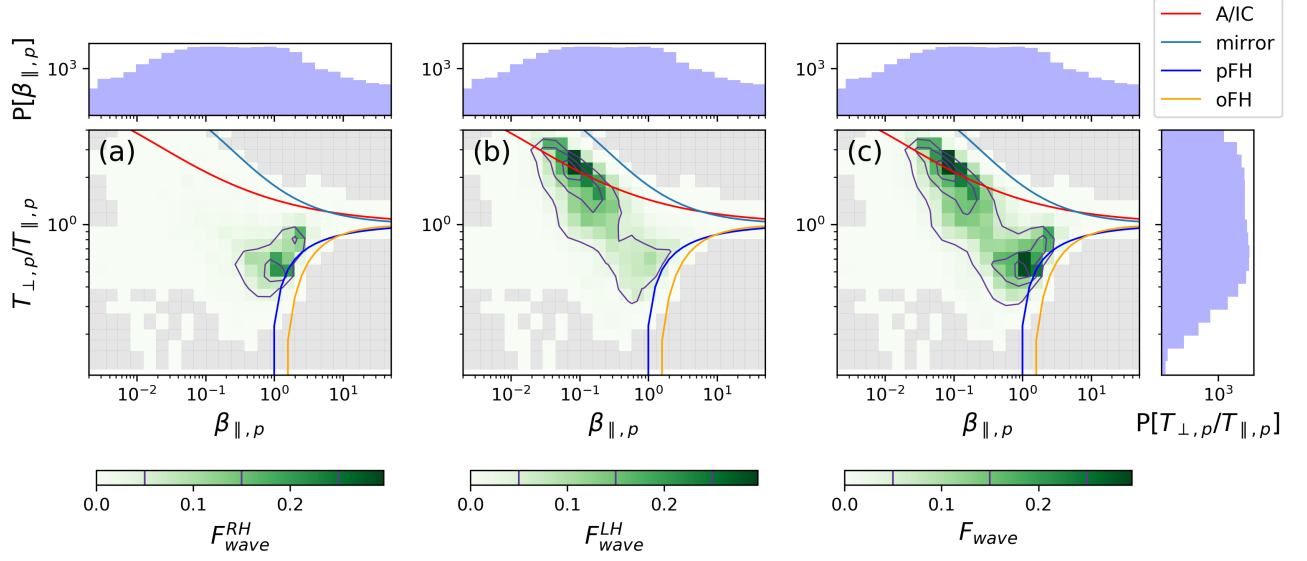 A/IC
mirror
pFH
oFH
P[β∥,p]
10³
10³
10³
(a)
(b)
(c)
T⊥,p/T∥,p
10⁰
10⁰
10⁰
10⁻² 10⁻¹ 10⁰ 10¹
10⁻² 10⁻¹ 10⁰ 10¹
10⁻² 10⁻¹ 10⁰ 10¹
10³
β∥,p
β∥,p
β∥,p
P[T⊥,p/T∥,p]
0.0 0.1 0.2
0.0 0.1 0.2
0.0 0.1 0.2
F^RH_wave
F^LH_wave
F_wave